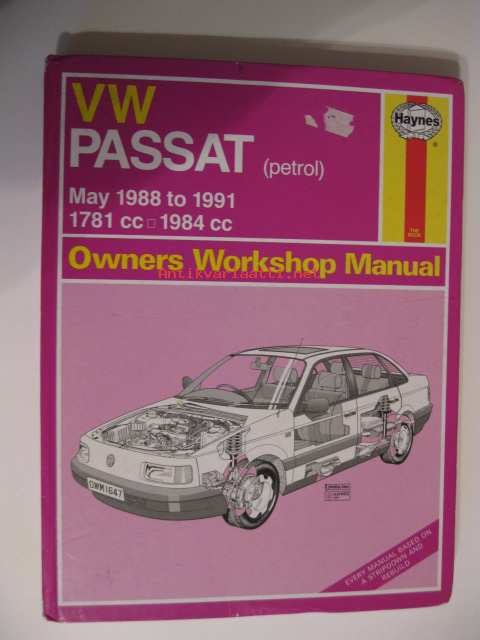 VW
PASSAT (petrol)
May 1988 to 1991
1781 cc □ 1984 cc
Haynes
®
Owners Workshop Manual
Antikvariaatti.net
OWM 1647
EVERY MANUAL BASED ON
A STRIPDOWN AND
REBUILD